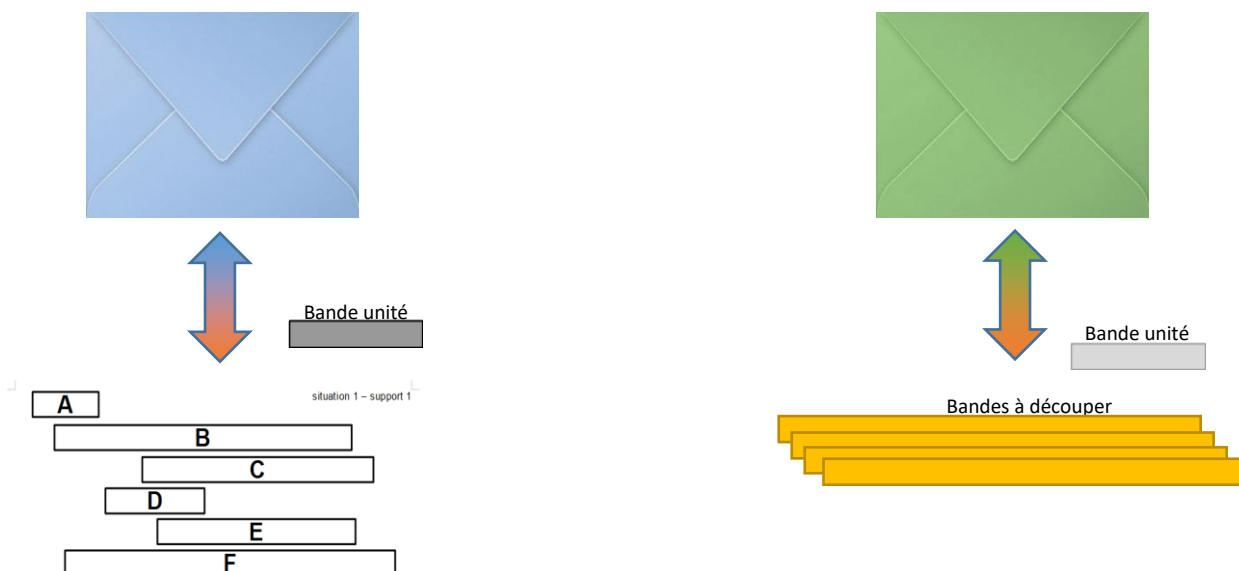 Bande unité
situation 1 – support 1
A
B
C
D
E
F
Bande unité
Bandes à découper